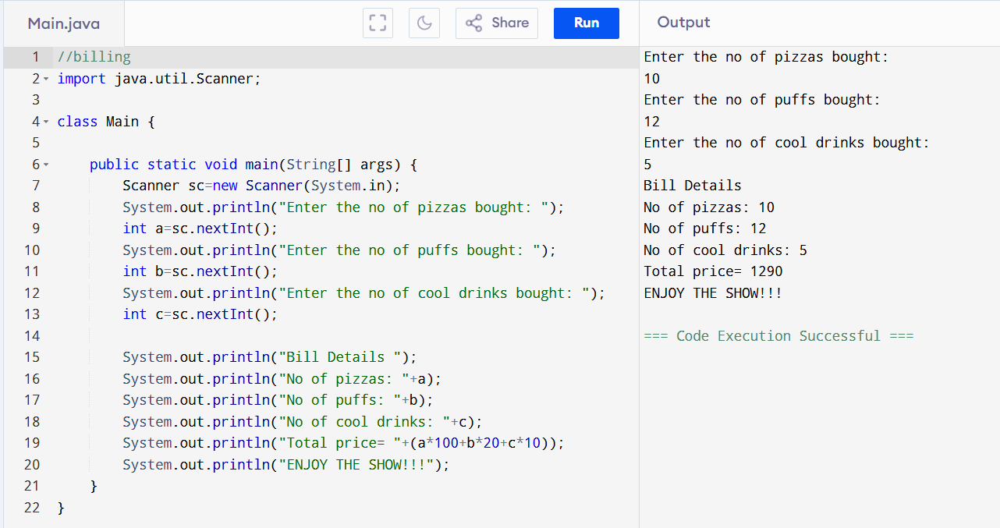 Main.java
Share
Run
Output
1 //billing
2 import java.util.Scanner;
3
4 class Main {
5
6 public static void main(String[] args) {
7 Scanner sc=new Scanner(System.in);
8 System.out.println("Enter the no of pizzas bought: ");
9 int a=sc.nextInt();
10 System.out.println("Enter the no of puffs bought: ");
11 int b=sc.nextInt();
12 System.out.println("Enter the no of cool drinks bought: ");
13 int c=sc.nextInt();
14
15 System.out.println("Bill Details ");
16 System.out.println("No of pizzas: "+a);
17 System.out.println("No of puffs: "+b);
18 System.out.println("No of cool drinks: "+c);
19 System.out.println("Total price= "+(a*100+b*20+c*10));
20 System.out.println("ENJOY THE SHOW!!!");
21 }
22 }
Enter the no of pizzas bought:
10
Enter the no of puffs bought:
12
Enter the no of cool drinks bought:
5
Bill Details
No of pizzas: 10
No of puffs: 12
No of cool drinks: 5
Total price= 1290
ENJOY THE SHOW!!!
=== Code Execution Successful ===